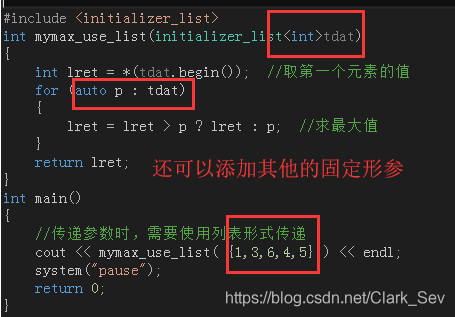 #include <initializer_list>
int mymax_use_list(initializer_list<int>tdat)
{
    int lret = *(tdat.begin());  //取第一个元素的值
    for (auto p : tdat)
    {
        lret = lret > p ? lret : p;  //求最大值
    }
    return lret;
还可以添加其他的固定形参
}
int main()
{
    //传递参数时，需要使用列表形式传递
    cout << mymax_use_list( {1,3,6,4,5} ) << endl;
    system("pause");
    return 0;
}
https://blog.csdn.net/Clark_Sev